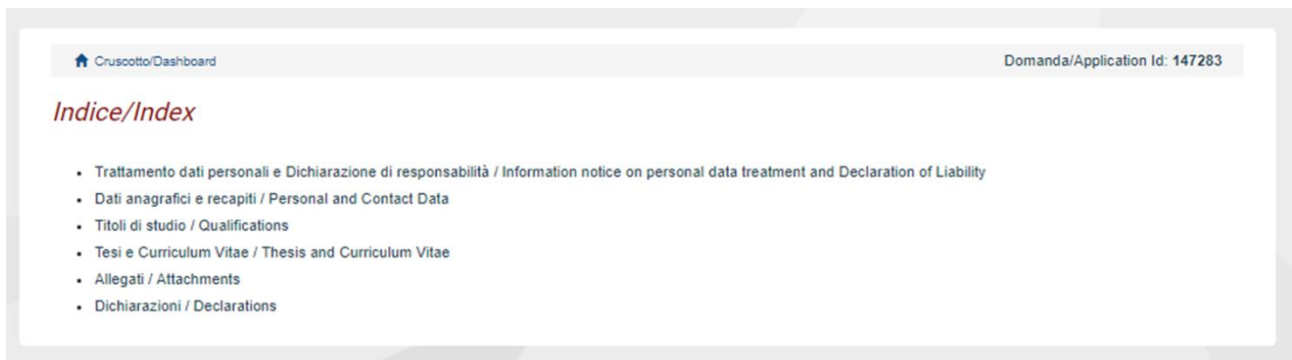 Cruscotto/Dashboard
Domanda/Application Id: 147283
Indice/Index
Trattamento dati personali e Dichiarazione di responsabilità / Information notice on personal data treatment and Declaration of Liability
Dati anagrafici e recapiti / Personal and Contact Data
Titoli di studio / Qualifications
Tesi e Curriculum Vitae / Thesis and Curriculum Vitae
Allegati / Attachments
Dichiarazioni / Declarations